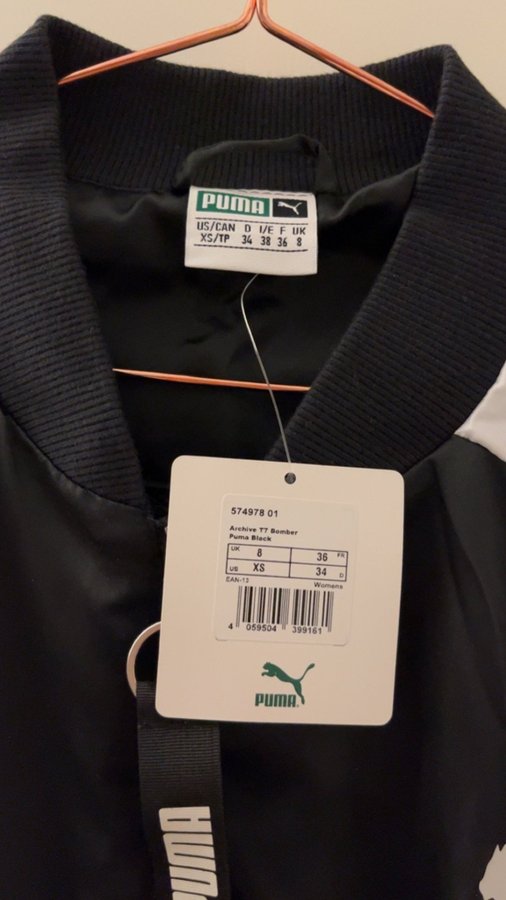 PUMA
US/CAN D I/E F UK
XS/TP 34 38 36 8
574978 01
Archive T7 Bomber
Puma Black
UK 8 36 FR
US XS 34 D
EAN-13 Womens
4 059504 399161
PUMA
PUMA